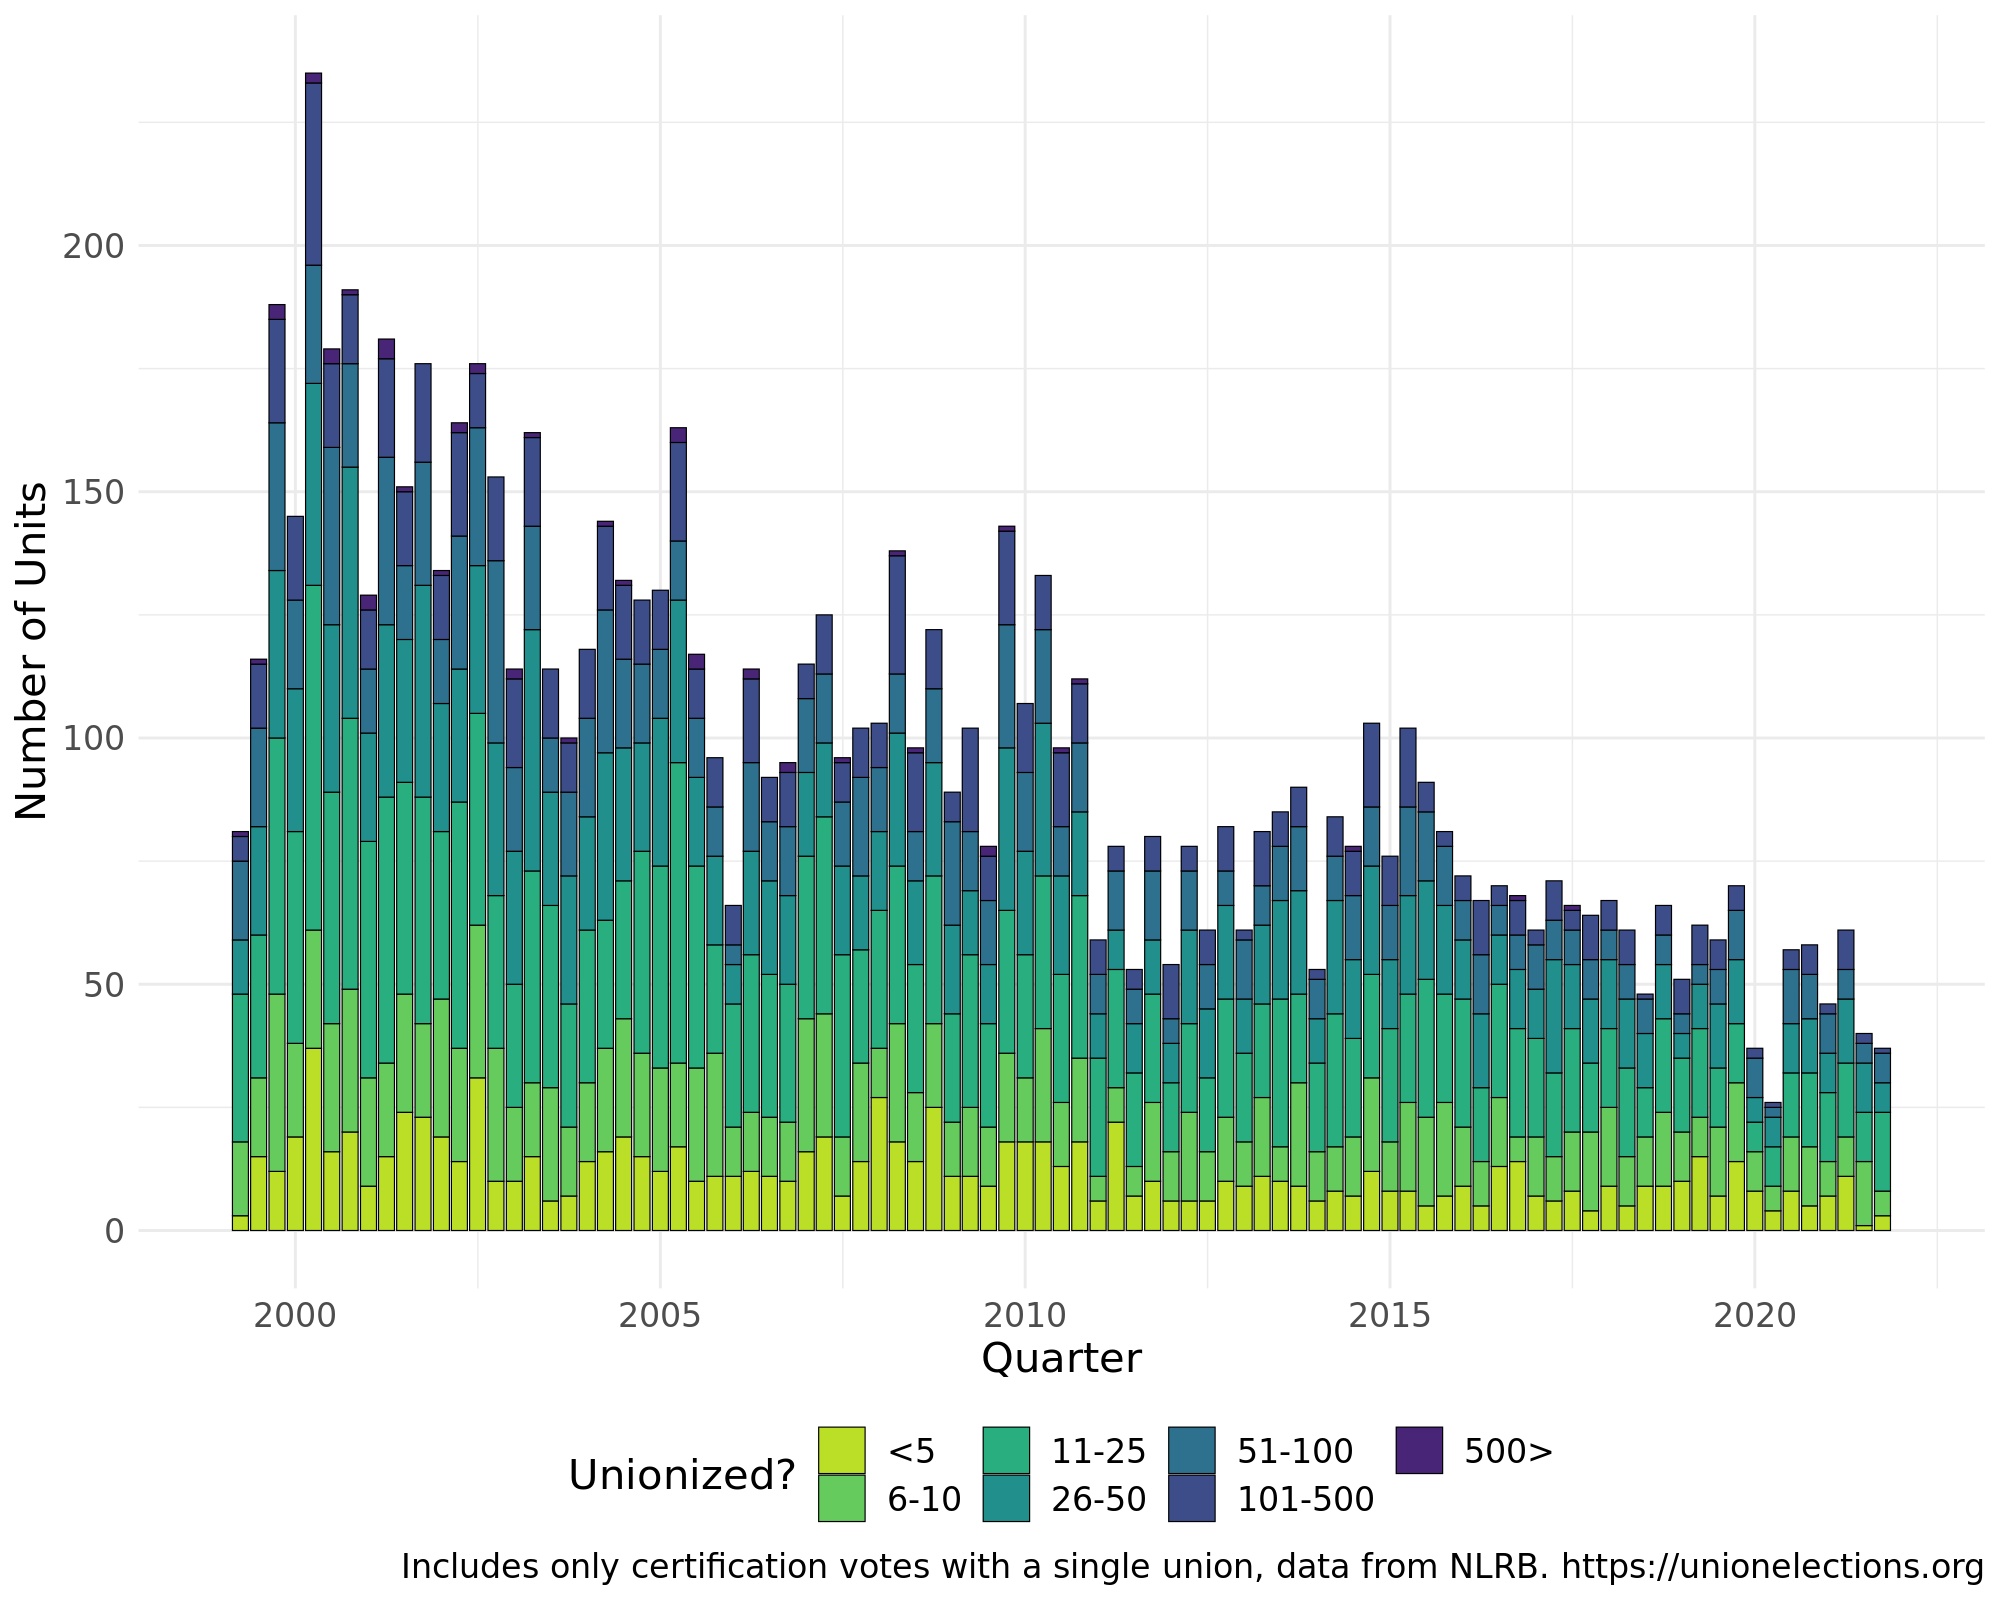 Number of Units
200
150
100
50
0
2000 2005 2010 2015 2020
Quarter
Unionized?
<5 11-25 51-100 500>
6-10 26-50 101-500
Includes only certification votes with a single union, data from NLRB. https://unionelections.org